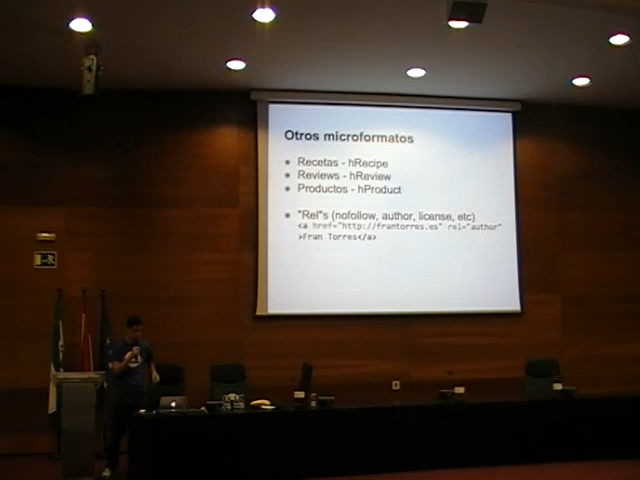 Otros microformatos
Recetas - hRecipe
Reviews - hReview
Productos - hProduct
"Rel"s (nofollow, author, license, etc)
<a href="http://frantorres.es" rel="author"
>Fran Torres</a>